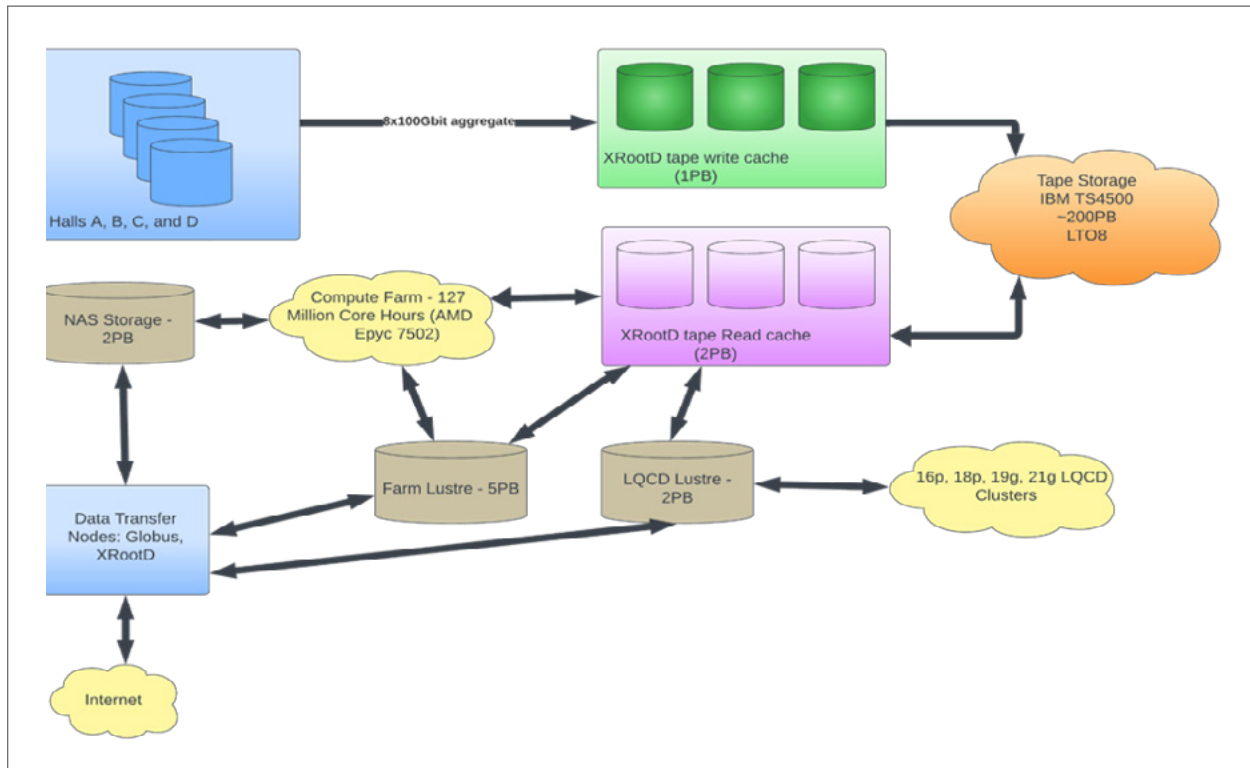 8x100Gbit aggregate
XRootD tape write cache
(1PB)
Halls A, B, C, and D
Tape Storage
IBM TS4500
~200PB
LTO8
NAS Storage -
2PB
Compute Farm - 127
Million Core Hours (AMD
Epyc 7502)
XRootD tape Read cache
(2PB)
Farm Lustre - 5PB
LQCD Lustre -
2PB
16p, 18p, 19g, 21g LQCD
Clusters
Data Transfer
Nodes: Globus,
XRootD
Internet